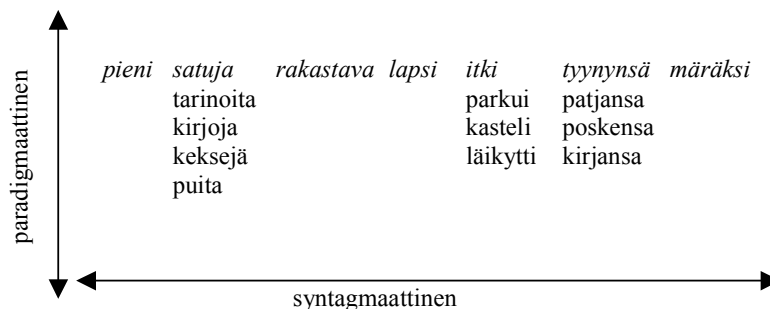 paradigmaattinen
pieni satuja rakastava lapsi itki tyynynsä märäksi
tarinoita parkui patjansa
kirjoja kasteli poskensa
keksejä läikytti kirjansa
puita
syntagmaattinen